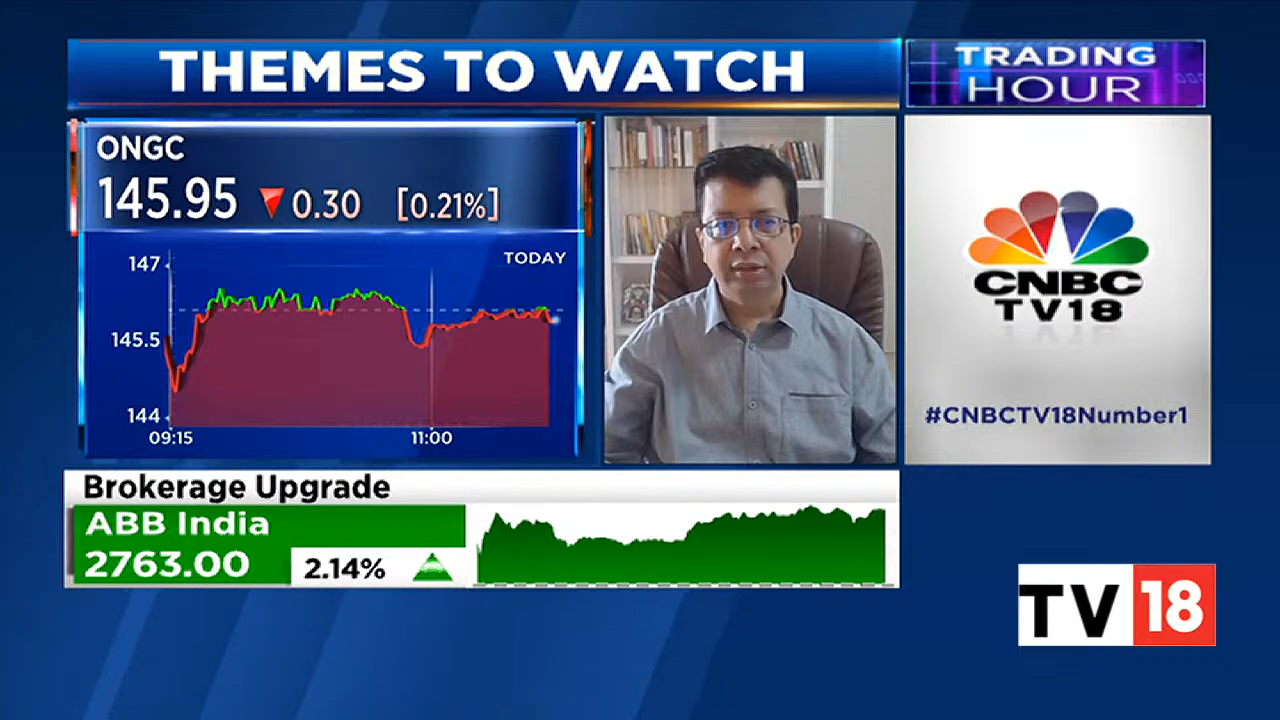 THEMES TO WATCH
TRADING
HOUR
ONGC
145.95 ▼ 0.30 [0.21%]
TODAY
147
145.5
144
09:15 11:00
CNBC
TV18
#CNBCTV18Number1
Brokerage Upgrade
ABB India
2763.00 2.14%
TV18